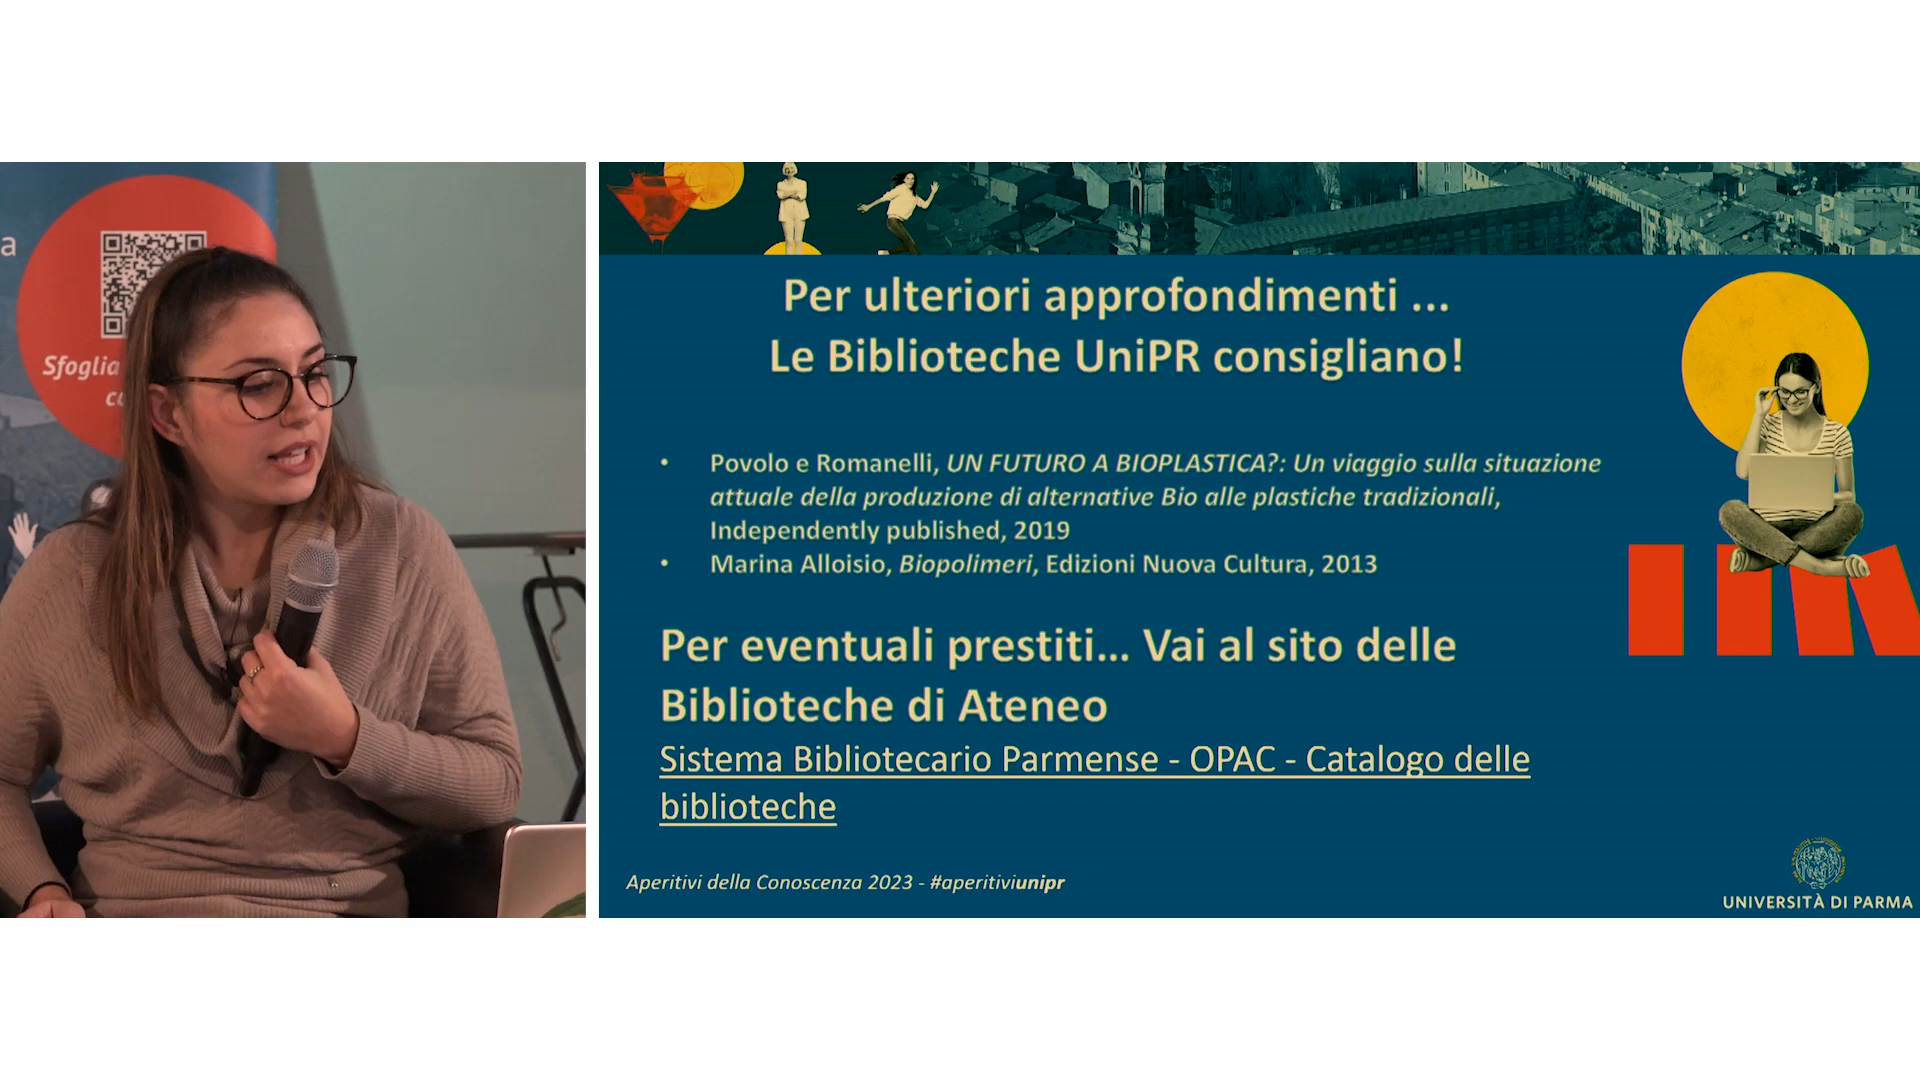 a
Sfoglia
Per ulteriori approfondimenti ...
Le Biblioteche UniPR consigliano!
• Povolo e Romanelli, UN FUTURO A BIOPLASTICA?: Un viaggio sulla situazione
attuale della produzione di alternative Bio alle plastiche tradizionali,
Independently published, 2019
• Marina Alloisio, Biopolimeri, Edizioni Nuova Cultura, 2013
Per eventuali prestiti... Vai al sito delle
Biblioteche di Ateneo
Sistema Bibliotecario Parmense - OPAC - Catalogo delle
biblioteche
Aperitivi della Conoscenza 2023 - #aperitiviunipr
UNIVERSITÀ DI PARMA